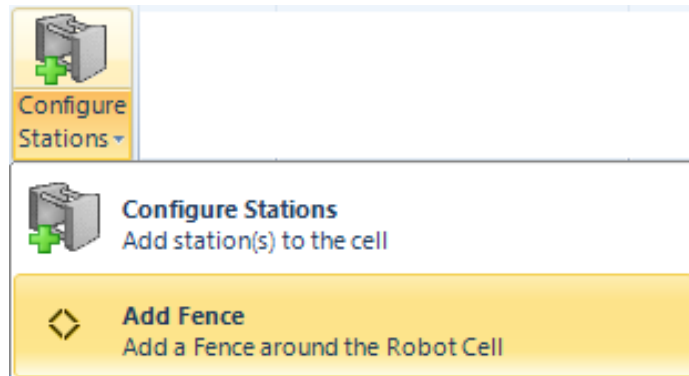 Configure
Stations
Configure Stations
Add station(s) to the cell
Add Fence
Add a Fence around the Robot Cell